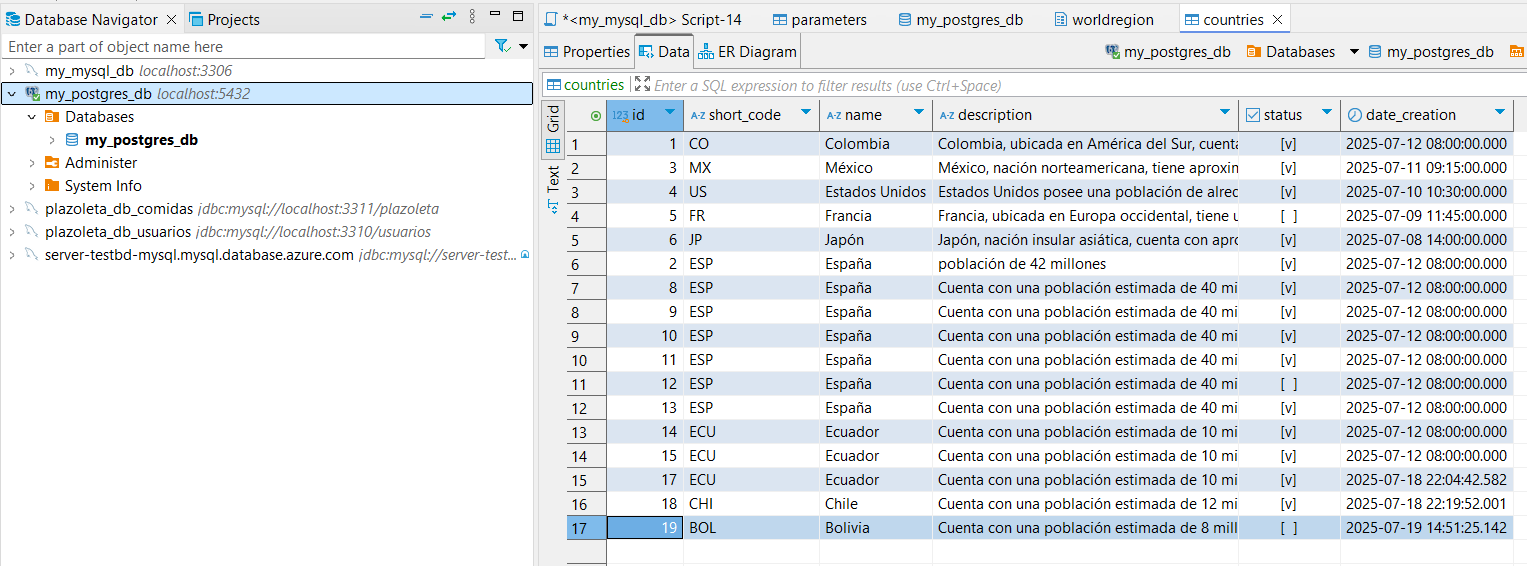 Database Navigator
Projects
Enter a part of object name here
my_mysql_db localhost:3306
my_postgres_db localhost:5432
Databases
my_postgres_db
Administer
System Info
plazoleta_db_comidas jdbc:mysql://localhost:3311/plazoleta
plazoleta_db_usuarios jdbc:mysql://localhost:3310/usuarios
server-testbd-mysql.mysql.database.azure.com jdbc:mysql://server-test...
*<my_mysql_db> Script-14
parameters
my_postgres_db
worldregion
countries
Properties
Data
ER Diagram
my_postgres_db
Databases
my_postgres_db
countries
Enter a SQL expression to filter results (use Ctrl+Space)
Grid
Text
123 id A-Z short_code A-Z name A-Z description status date_creation
1 1 CO Colombia Colombia, ubicada en América del Sur, cuenta [v] 2025-07-12 08:00:00.000
2 3 MX México México, nación norteamericana, tiene aproxin [v] 2025-07-11 09:15:00.000
3 4 US Estados Unidos Estados Unidos posee una población de alred [v] 2025-07-10 10:30:00.000
4 5 FR Francia Francia, ubicada en Europa occidental, tiene u [ ] 2025-07-09 11:45:00.000
5 6 JP Japón Japón, nación insular asiática, cuenta con apro [v] 2025-07-08 14:00:00.000
6 2 ESP España población de 42 millones [v] 2025-07-12 08:00:00.000
7 8 ESP España Cuenta con una población estimada de 40 mi [v] 2025-07-12 08:00:00.000
8 9 ESP España Cuenta con una población estimada de 40 mi [v] 2025-07-12 08:00:00.000
9 10 ESP España Cuenta con una población estimada de 40 mi [v] 2025-07-12 08:00:00.000
10 11 ESP España Cuenta con una población estimada de 40 mi [v] 2025-07-12 08:00:00.000
11 12 ESP España Cuenta con una población estimada de 40 mi [ ] 2025-07-12 08:00:00.000
12 13 ESP España Cuenta con una población estimada de 40 mi [v] 2025-07-12 08:00:00.000
13 14 ECU Ecuador Cuenta con una población estimada de 10 mi [v] 2025-07-12 08:00:00.000
14 15 ECU Ecuador Cuenta con una población estimada de 10 mi [v] 2025-07-12 08:00:00.000
15 17 ECU Ecuador Cuenta con una población estimada de 10 mi [v] 2025-07-18 22:04:42.582
16 18 CHI Chile Cuenta con una población estimada de 12 mi [v] 2025-07-18 22:19:52.001
17 19 BOL Bolivia Cuenta con una población estimada de 8 mill [ ] 2025-07-19 14:51:25.142